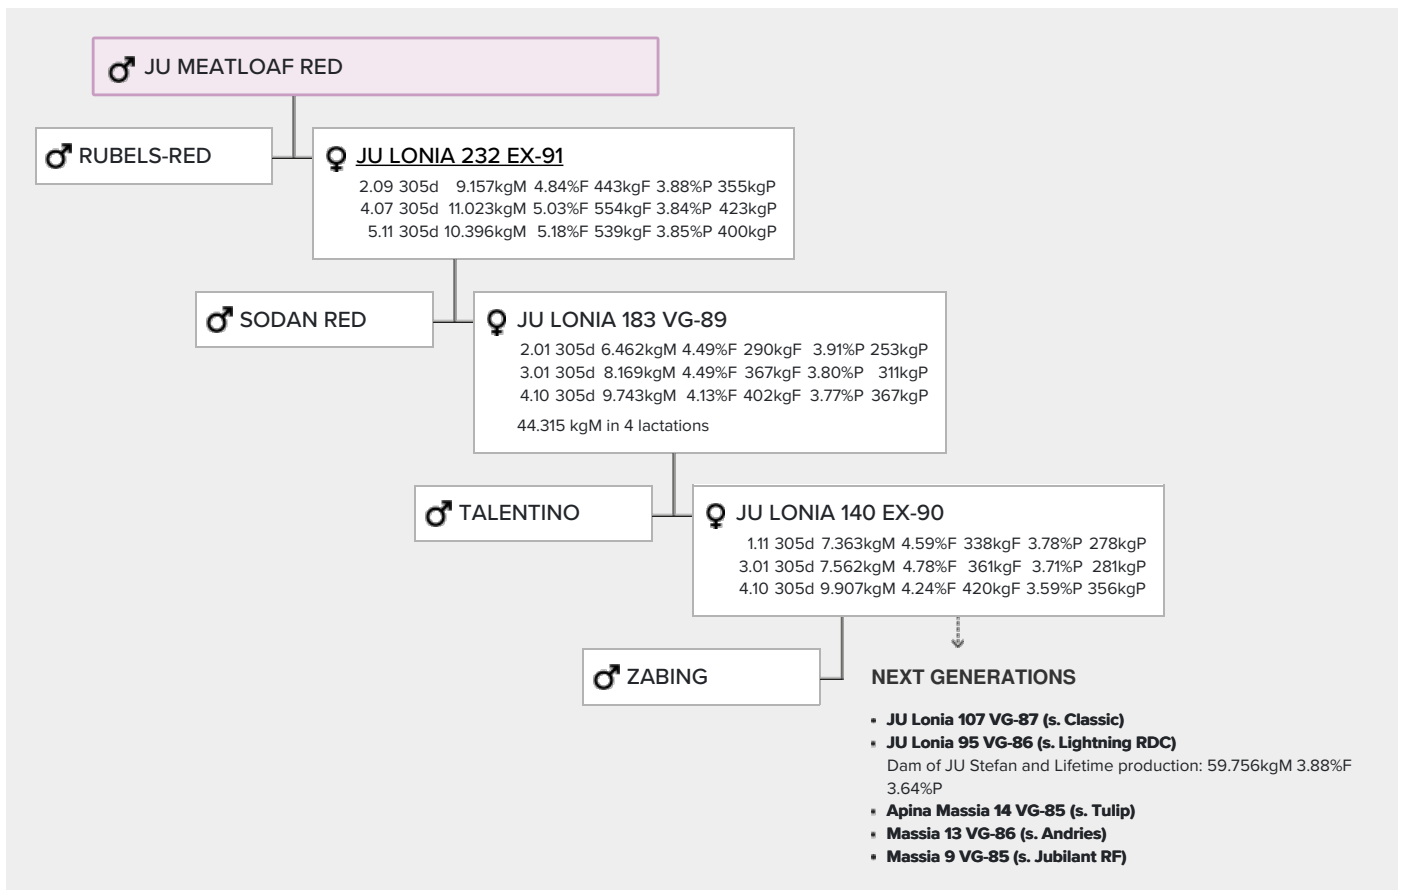 JU MEATLOAF RED
RUBELS-RED
JU LONIA 232 EX-91
2.09 305d 9.157kgM 4.84%F 443kgF 3.88%P 355kgP
4.07 305d 11.023kgM 5.03%F 554kgF 3.84%P 423kgP
5.11 305d 10.396kgM 5.18%F 539kgF 3.85%P 400kgP
SODAN RED
JU LONIA 183 VG-89
2.01 305d 6.462kgM 4.49%F 290kgF 3.91%P 253kgP
3.01 305d 8.169kgM 4.49%F 367kgF 3.80%P 311kgP
4.10 305d 9.743kgM 4.13%F 402kgF 3.77%P 367kgP
44.315 kgM in 4 lactations
TALENTINO
JU LONIA 140 EX-90
1.11 305d 7.363kgM 4.59%F 338kgF 3.78%P 278kgP
3.01 305d 7.562kgM 4.78%F 361kgF 3.71%P 281kgP
4.10 305d 9.907kgM 4.24%F 420kgF 3.59%P 356kgP
ZABING
NEXT GENERATIONS
• JU Lonia 107 VG-87 (s. Classic)
• JU Lonia 95 VG-86 (s. Lightning RDC)
Dam of JU Stefan and Lifetime production: 59.756kgM 3.88%F
3.64%P
• Apina Massia 14 VG-85 (s. Tulip)
• Massia 13 VG-86 (s. Andries)
• Massia 9 VG-85 (s. Jubilant RF)